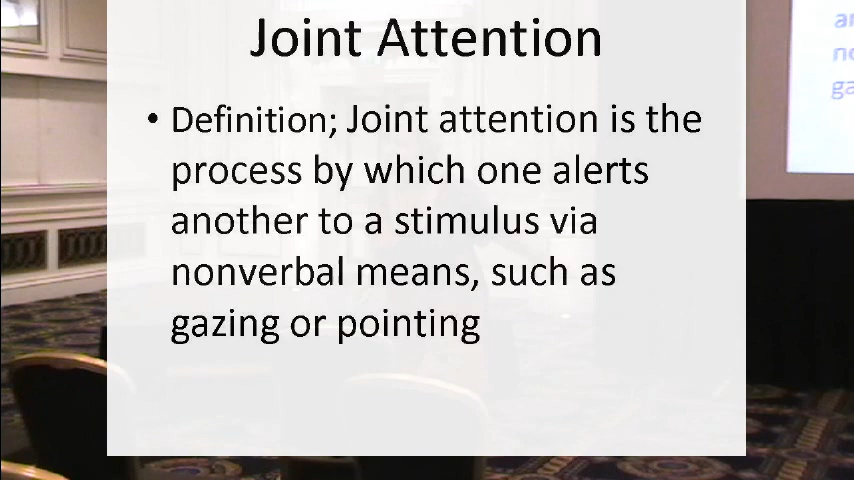 Joint Attention
• Definition; Joint attention is the
process by which one alerts
another to a stimulus via
nonverbal means, such as
gazing or pointing